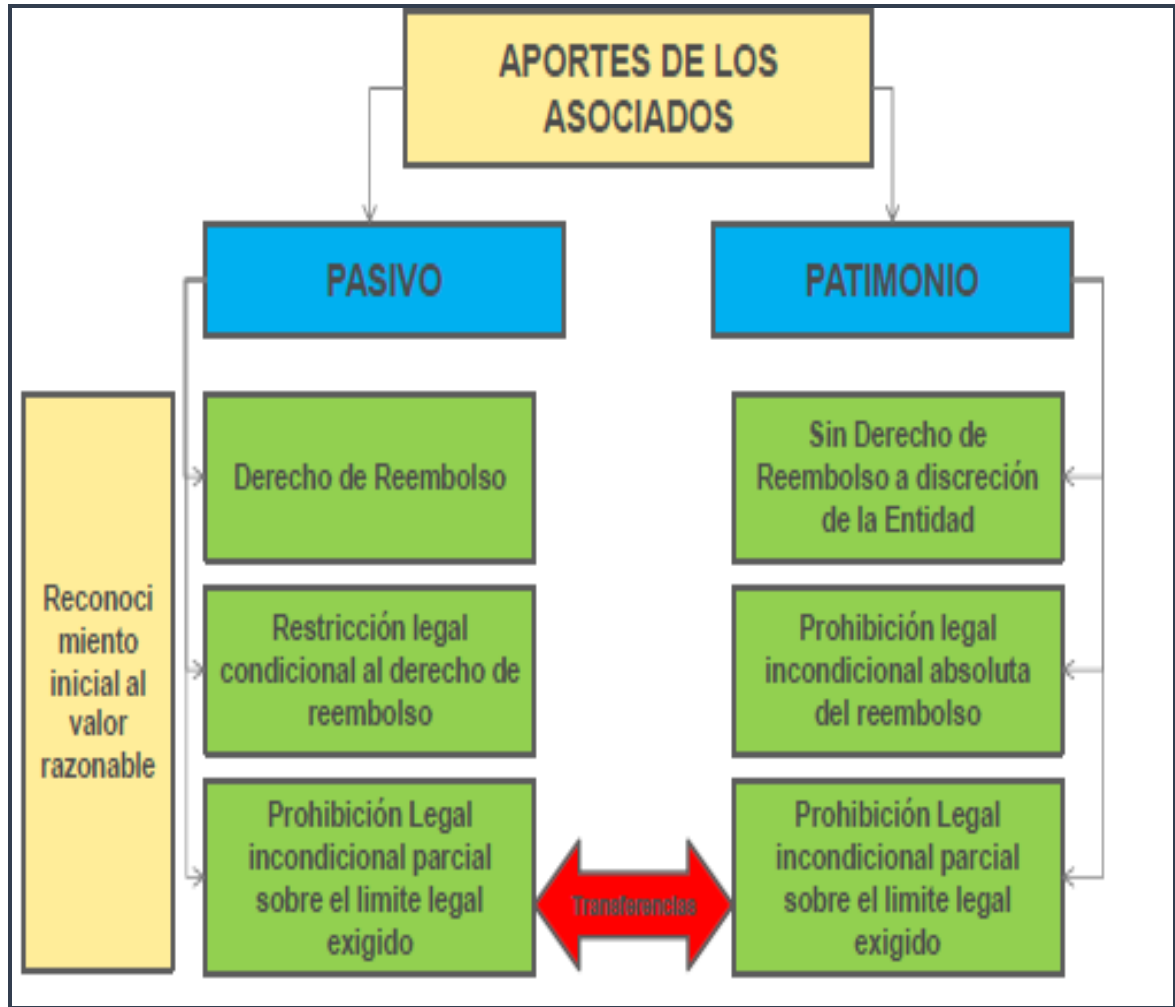 APORTES DE LOS
ASOCIADOS
PASIVO
PATIMONIO
Reconoci
miento
inicial al
valor
razonable
Derecho de Reembolso
Restricción legal
condicional al derecho de
reembolso
Prohibición Legal
incondicional parcial
sobre el limite legal
exigido
Transferencias
Sin Derecho de
Reembolso a discreción
de la Entidad
Prohibición legal
incondicional absoluta
del reembolso
Prohibición Legal
incondicional parcial
sobre el limite legal
exigido